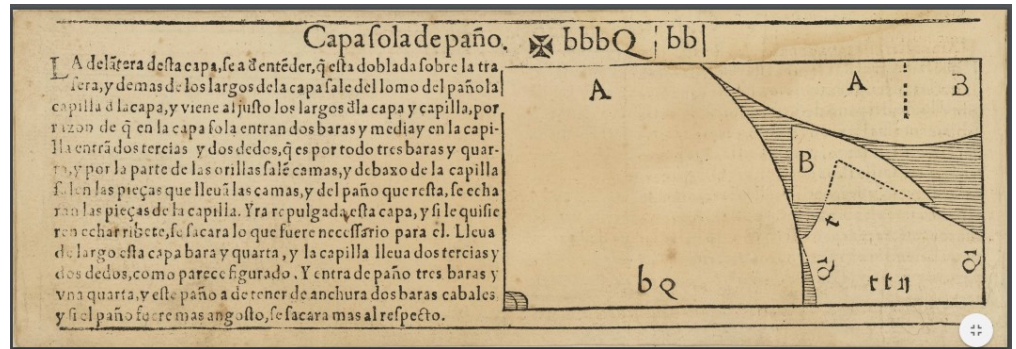 Capa sola de paño. ✠ bbbQ | bb|
LA delãtera desta capa, se a d̃ entẽder, q̃ esta doblada sobre la tra
sera, y demas de los largos dela capa sale del lomo del paño la
capilla d̃ la capa, y viene al justo los largos d̃la capa y capilla, por
razon de q̃ en la capa sola entran dos baras y media y en la capi-
lla entrã dos tercias y dos dedos, q̃ es por todo tres baras y quar-
ta, y por la parte de las orillas salẽ camas, y debaxo de la capilla
salen las pieças que lleuã las camas, y del paño que resta, se echa
ran las pieças de la capilla. Yra repulgada esta capa, y si le quisie
ren echar ribete, se sacara lo que fuere necessario para el. Lleua
de largo esta capa bara y quarta, y la capilla lleua dos tercias y
dos dedos, como parece figurado. Y entra de paño tres baras y
vna quarta, y este paño a de tener de anchura dos baras cabales
y si el paño fuere mas angosto, se sacara mas al respecto.
A
A
B
B
t
b Q
Q
t t
Q